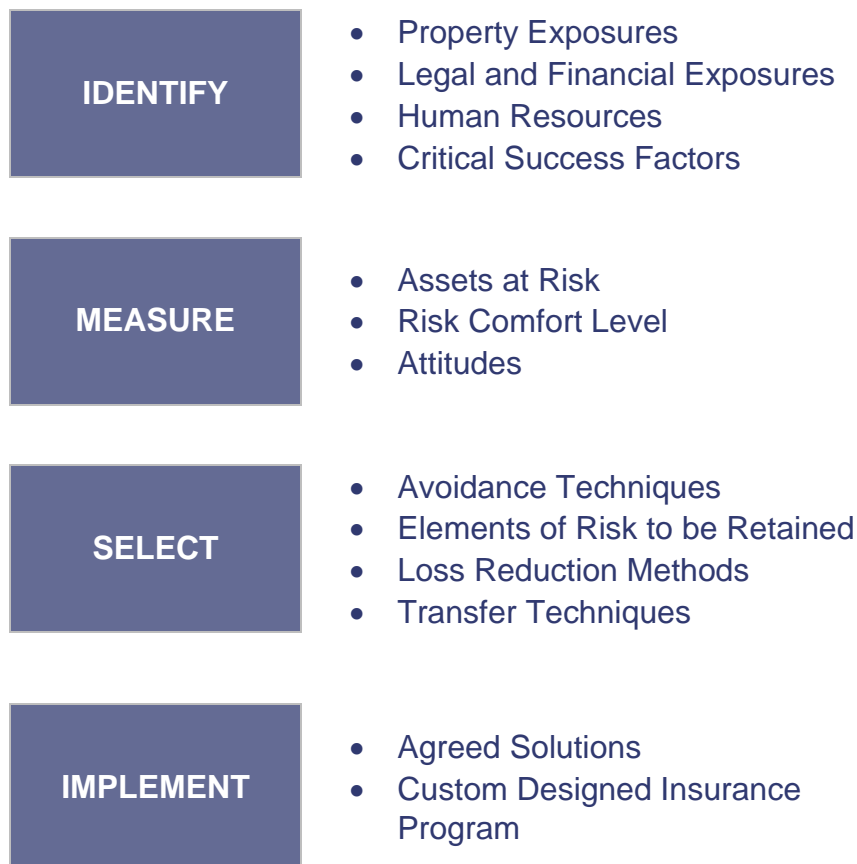 IDENTIFY
• Property Exposures
• Legal and Financial Exposures
• Human Resources
• Critical Success Factors
MEASURE
• Assets at Risk
• Risk Comfort Level
• Attitudes
SELECT
• Avoidance Techniques
• Elements of Risk to be Retained
• Loss Reduction Methods
• Transfer Techniques
IMPLEMENT
• Agreed Solutions
• Custom Designed Insurance
Program